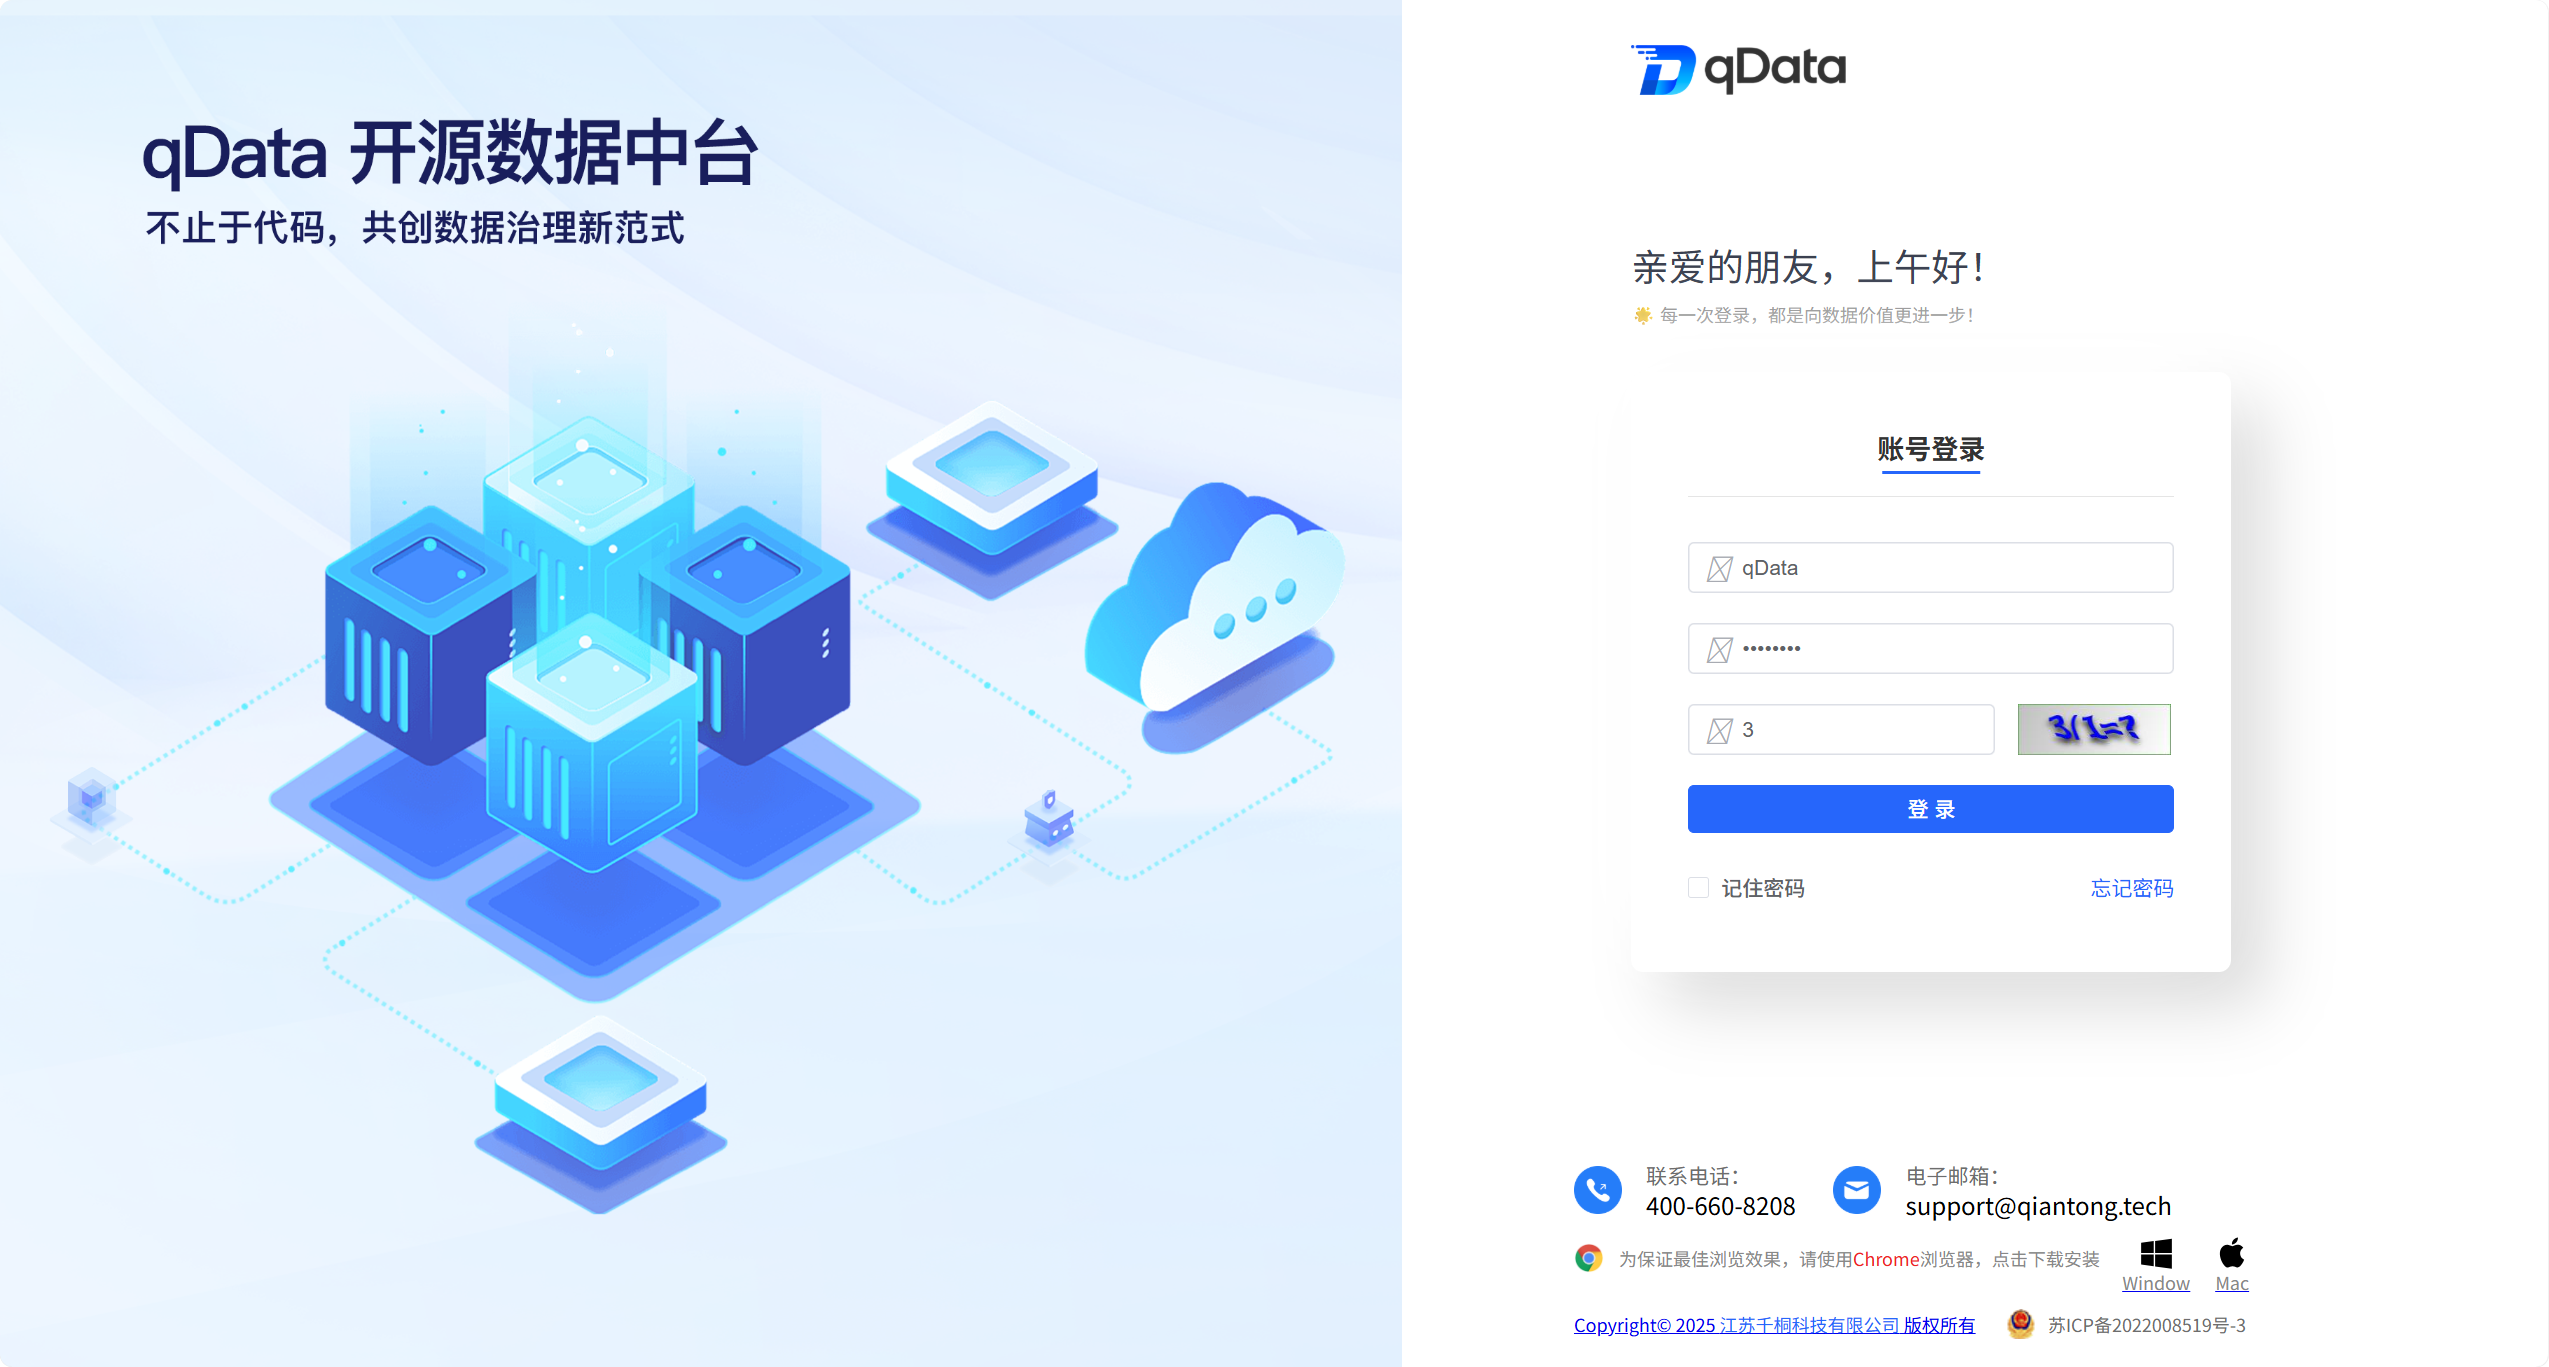 qData 开源数据中台
不止于代码，共创数据治理新范式
qData
亲爱的朋友，上午好！
每一次登录，都是向数据价值更进一步！
账号登录
qData
••••••••
3
3/1=?
登 录
记住密码
忘记密码
联系电话：
400-660-8208
电子邮箱：
support@qiantong.tech
为保证最佳浏览效果，请使用Chrome浏览器，点击下载安装
Window
Mac
Copyright© 2025 江苏千桐科技有限公司 版权所有
苏ICP备2022008519号-3